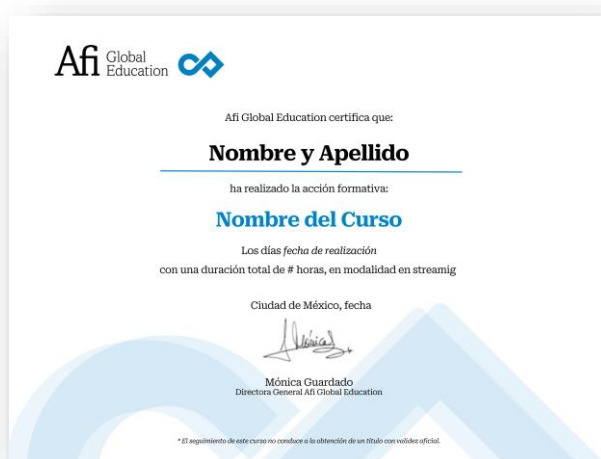 Afi Global
Education
Afi Global Education certifica que:
Nombre y Apellido
ha realizado la acción formativa:
Nombre del Curso
Los días fecha de realización
con una duración total de # horas, en modalidad en streamig
Ciudad de México, fecha
Mónica
Mónica Guardado
Directora General Afi Global Education
* El seguimiento de este curso no conduce a la obtención de un título con validez oficial.